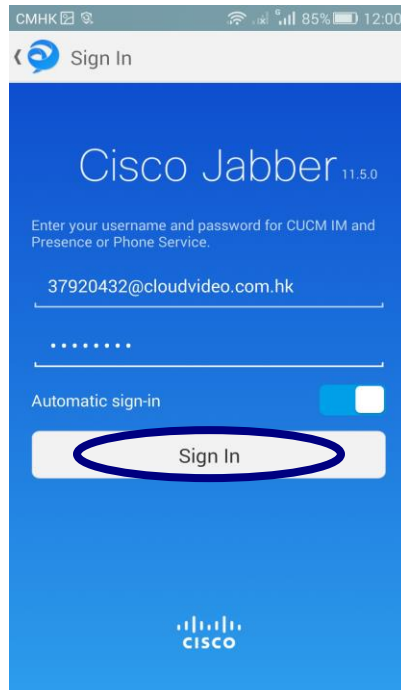 CMHK 85% 12:00
Sign In
Cisco Jabber 11.5.0
Enter your username and password for CUCM IM and
Presence or Phone Service.
37920432@cloudvideo.com.hk
········
Automatic sign-in
Sign In
CISCO